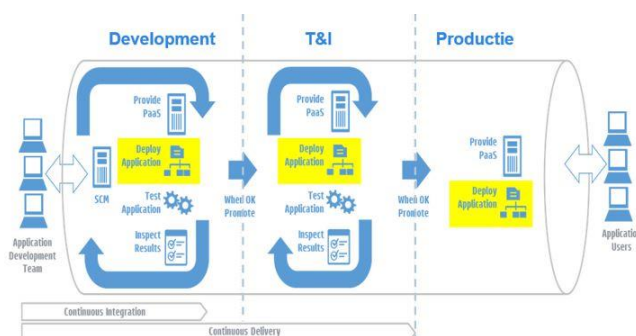 Development
T&I
Productie
Provide
PaaS
Deploy
Application
SCM
Test
Application
Inspect
Results
When OK
Promote
Provide
PaaS
Deploy
Application
Test
Application
Inspect
Results
When OK
Promote
Provide
PaaS
Deploy
Application
Application
Development
Team
Application
Users
Continuous Integration
Continuous Delivery